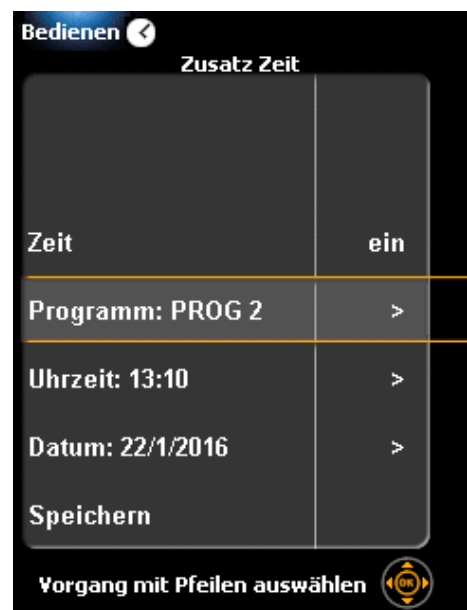 Bedienen
Zusatz Zeit
Zeit ein
Programm: PROG 2 >
Uhrzeit: 13:10 >
Datum: 22/1/2016 >
Speichern
Vorgang mit Pfeilen auswählen OK